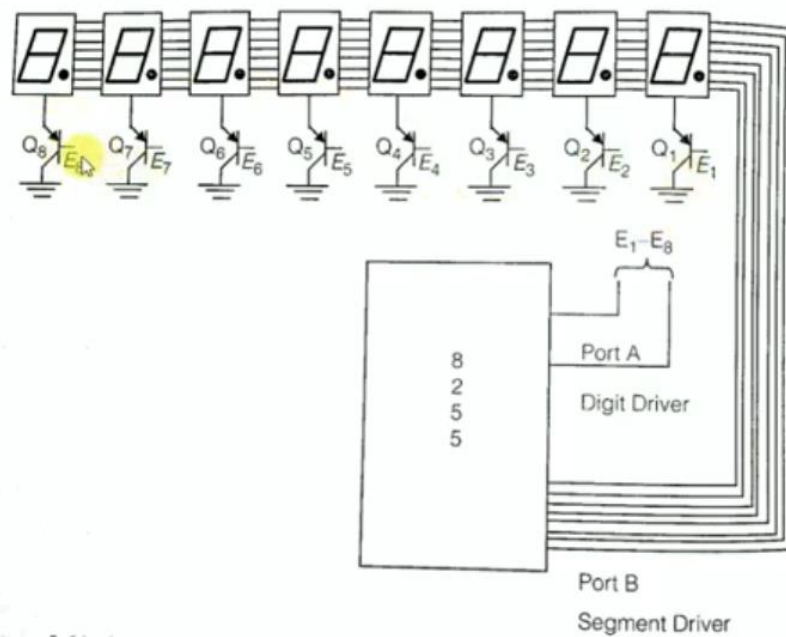 Q8 E8 Q7 E7 Q6 E6 Q5 E5 Q4 E4 Q3 E3 Q2 E2 Q1 E1
E1–E8
8
2
5
5
Port A
Digit Driver
Port B
Segment Driver